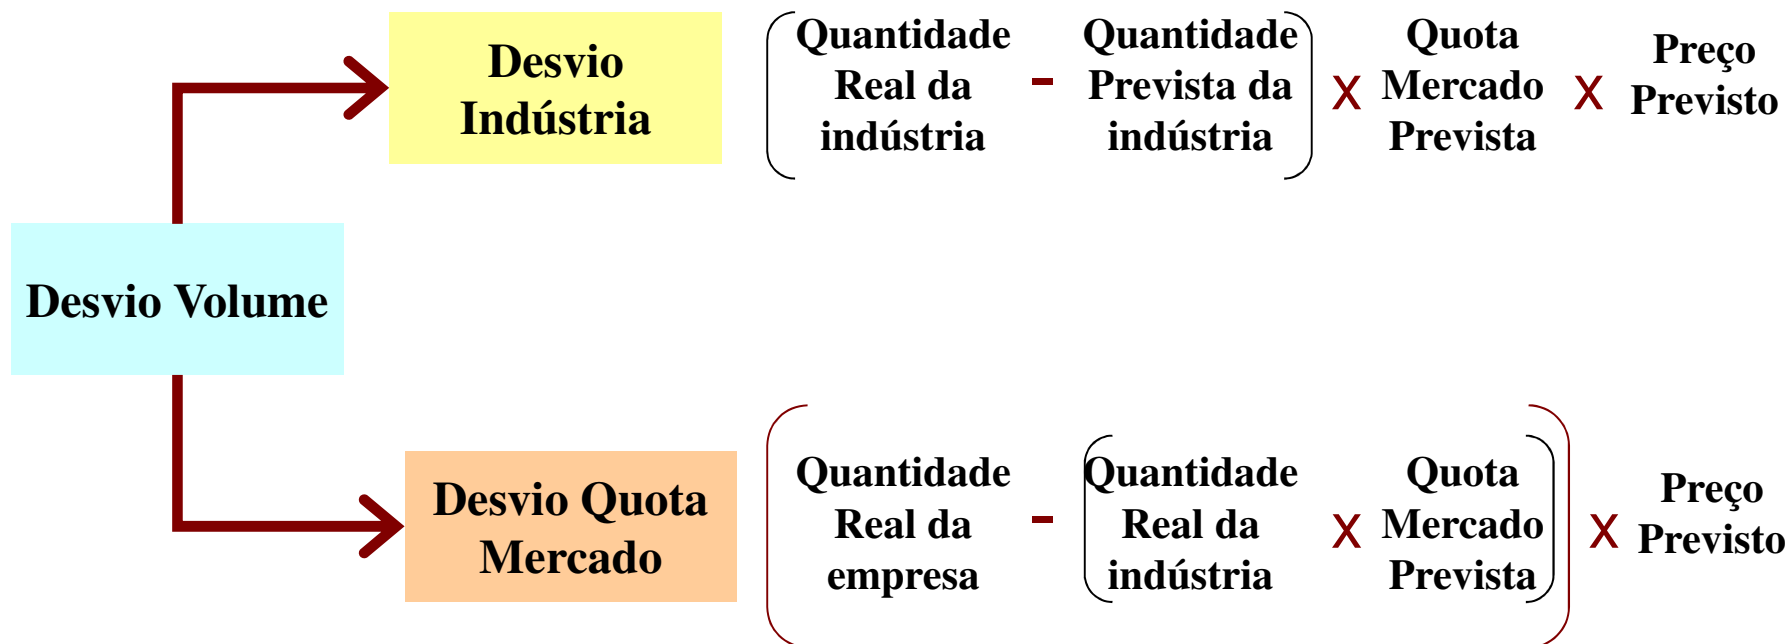 Desvio
Indústria
Quantidade
Real da
indústria
-
Quantidade
Prevista da
indústria
x
Quota
Mercado
Prevista
x
Preço
Previsto
Desvio Volume
Desvio Quota
Mercado
Quantidade
Real da
empresa
-
Quantidade
Real da
indústria
x
Quota
Mercado
Prevista
x
Preço
Previsto